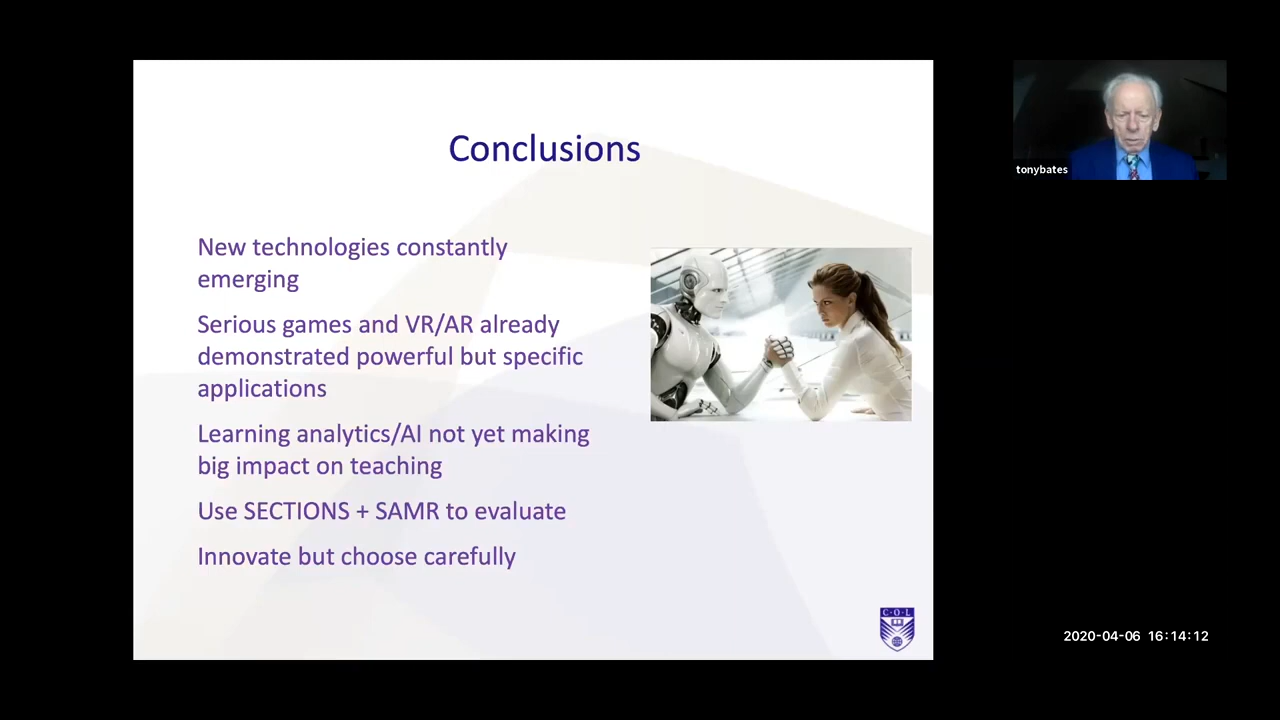 Conclusions
New technologies constantly
emerging
Serious games and VR/AR already
demonstrated powerful but specific
applications
Learning analytics/AI not yet making
big impact on teaching
Use SECTIONS + SAMR to evaluate
Innovate but choose carefully
C·O·L
tonybates
2020-04-06 16:14:12